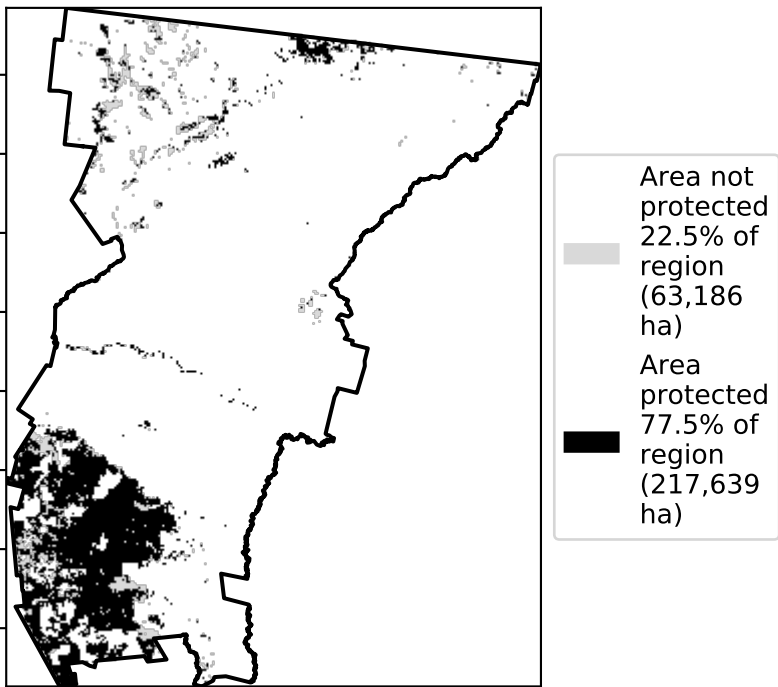 Area not
protected
22.5% of
region
(63,186
ha)
Area
protected
77.5% of
region
(217,639
ha)